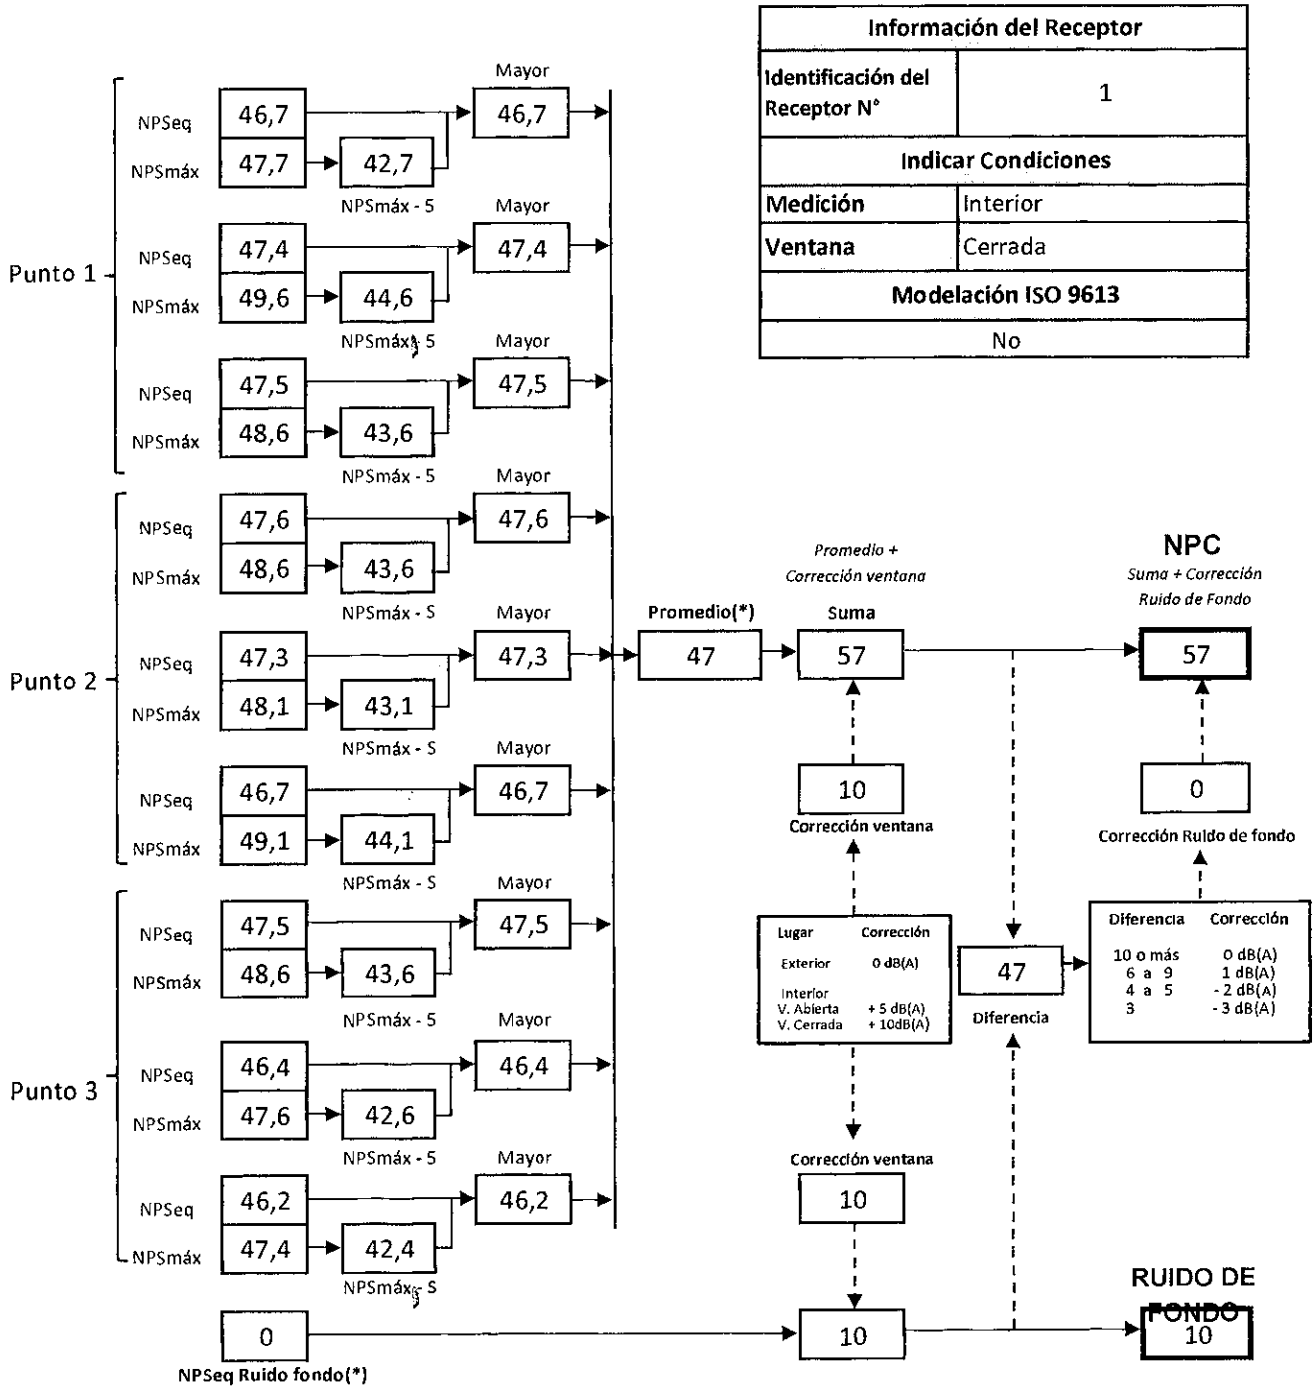 Información del Receptor
Identificación del Receptor N° 1
Indicar Condiciones
Medición Interior
Ventana Cerrada
Modelación ISO 9613
No
Punto 1
Mayor
NPSeq 46,7 46,7
NPSmáx 47,7 42,7
NPSmáx - 5
Mayor
NPSeq 47,4 47,4
NPSmáx 49,6 44,6
NPSmáx - 5
Mayor
NPSeq 47,5 47,5
NPSmáx 48,6 43,6
NPSmáx - 5
Punto 2
Mayor
NPSeq 47,6 47,6
NPSmáx 48,6 43,6
NPSmáx - 5
Mayor
NPSeq 47,3 47,3
NPSmáx 48,1 43,1
NPSmáx - 5
Mayor
NPSeq 46,7 46,7
NPSmáx 49,1 44,1
NPSmáx - 5
Punto 3
Mayor
NPSeq 47,5 47,5
NPSmáx 48,6 43,6
NPSmáx - 5
Mayor
NPSeq 46,4 46,4
NPSmáx 47,6 42,6
NPSmáx - 5
Mayor
NPSeq 46,2 46,2
NPSmáx 47,4 42,4
NPSmáx - 5
0
NPSeq Ruido fondo(*)
Promedio(*)
47
Promedio +
Corrección ventana
Suma
57
10
Corrección ventana
Lugar Corrección
Exterior 0 dB(A)
Interior
V. Abierta + 5 dB(A)
V. Cerrada + 10dB(A)
Corrección ventana
10
10
47
Diferencia
NPC
Suma + Corrección
Ruido de Fondo
57
0
Corrección Ruido de fondo
Diferencia Corrección
10 o más 0 dB(A)
6 a 9 1 dB(A)
4 a 5 - 2 dB(A)
3 - 3 dB(A)
RUIDO DE
FONDO
10